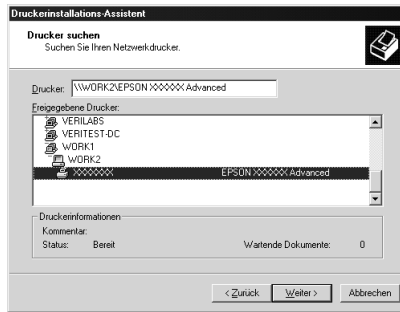 Druckerinstallations-Assistent
Drucker suchen
Suchen Sie Ihren Netzwerkdrucker.
Drucker: \\WORK2\EPSON XXXXXX Advanced
Freigegebene Drucker:
VERILABS
VERITEST-DC
WORK1
WORK2
XXXXXXX EPSON XXXXXX Advanced
Druckerinformationen
Kommentar:
Status: Bereit Wartende Dokumente: 0
< Zurück Weiter > Abbrechen